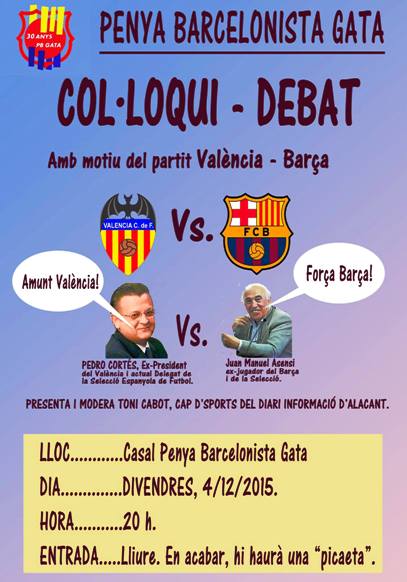 30 ANYS
PB GATA
PENYA BARCELONISTA GATA
COL·LOQUI - DEBAT
Amb motiu del partit València - Barça
VALENCIA C. de F.
Vs.
FCB
Amunt València!
Força Barça!
Vs.
PEDRO CORTÉS, Ex-President
del València i actual Delegat de
la Selecció Espanyola de Futbol.
Juan Manuel Asensi
ex-jugador del Barça
i de la Selecció.
PRESENTA I MODERA TONI CABOT, CAP D'SPORTS DEL DIARI INFORMACIÓ D'ALACANT.
LLOC............Casal Penya Barcelonista Gata
DIA..............DIVENDRES, 4/12/2015.
HORA...........20 h.
ENTRADA.....Lliure. En acabar, hi haurà una "picaeta".